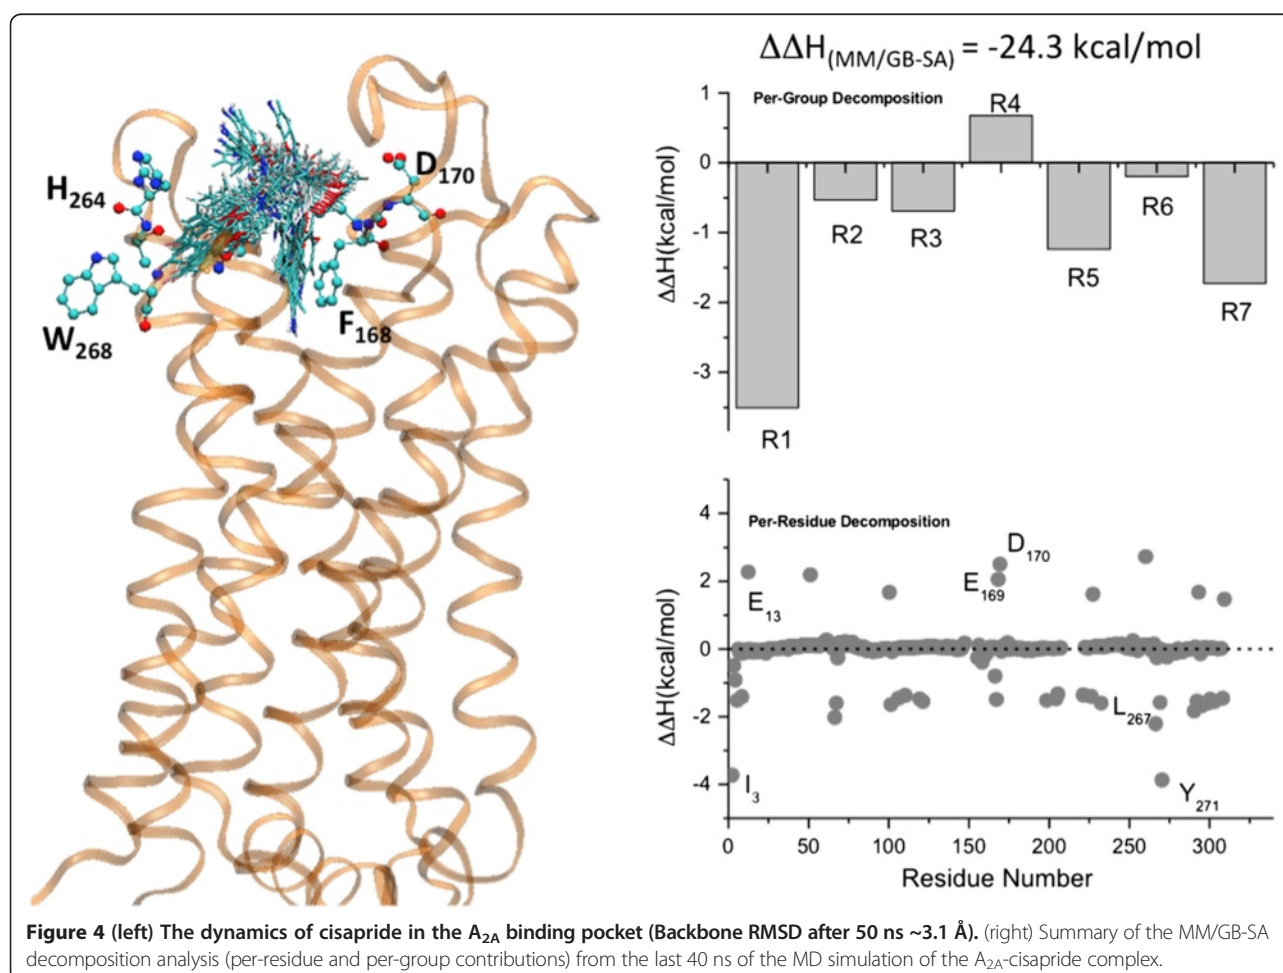 H264
W268
D170
F168
ΔΔH(MM/GB-SA) = -24.3 kcal/mol
Per-Group Decomposition
ΔΔH(kcal/mol)
1
0
-1
-2
-3
R1
R2
R3
R4
R5
R6
R7
Per-Residue Decomposition
ΔΔH(kcal/mol)
4
2
0
-2
-4
E13
D170
E169
L267
I3
Y271
0 50 100 150 200 250 300
Residue Number
Figure 4 (left) The dynamics of cisapride in the A2A binding pocket (Backbone RMSD after 50 ns ~3.1 Å). (right) Summary of the MM/GB-SA
decomposition analysis (per-residue and per-group contributions) from the last 40 ns of the MD simulation of the A2A-cisapride complex.